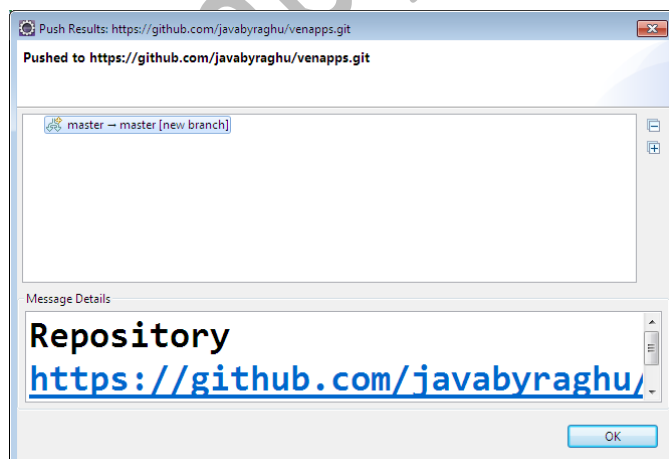 Push Results: https://github.com/javabyraghu/venapps.git
Pushed to https://github.com/javabyraghu/venapps.git
master → master [new branch]
Message Details
Repository
https://github.com/javabyraghu/
OK